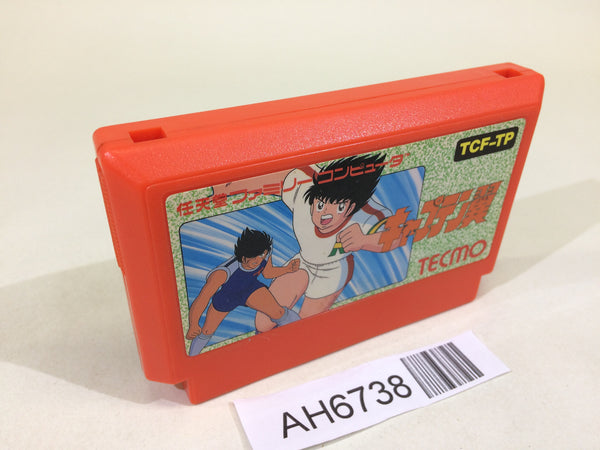 TCF-TP
任天堂ファミリーコンピュータ
キャプテン翼
TECMO
AH6738